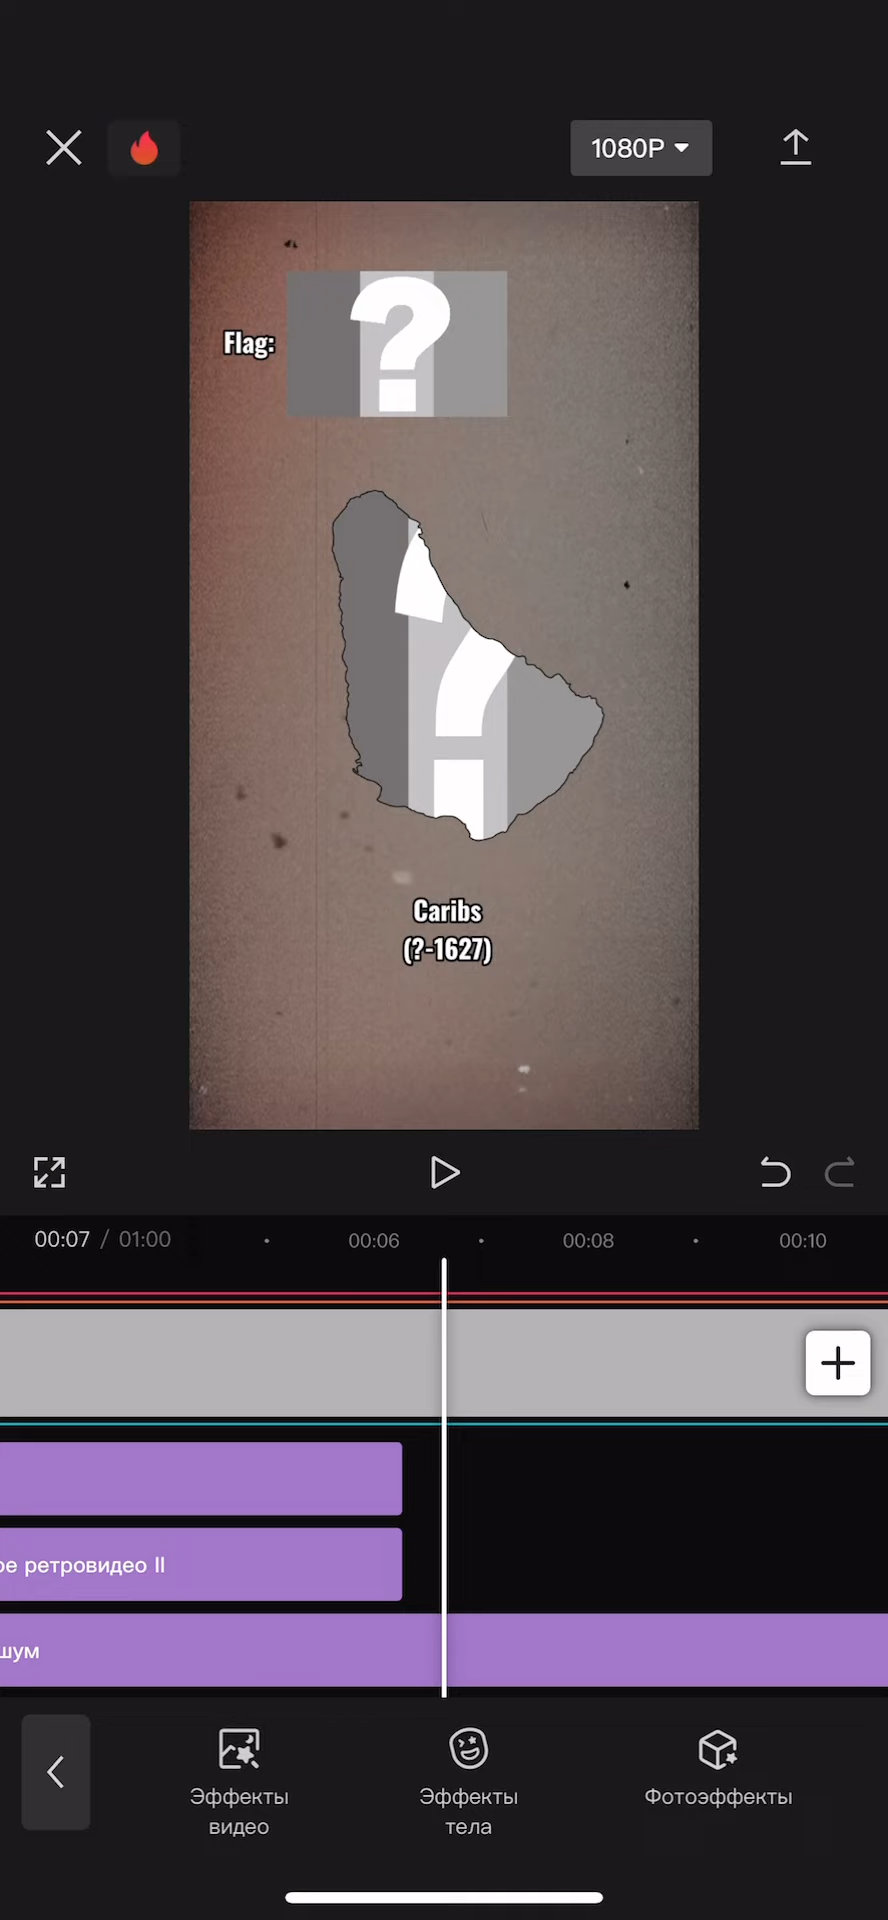 1080P
?
Flag:
Caribs
(?-1627)
00:07 / 01:00
00:06
00:08
00:10
ое ретровидео II
шум
Эффекты
видео
Эффекты
тела
Фотоэффекты